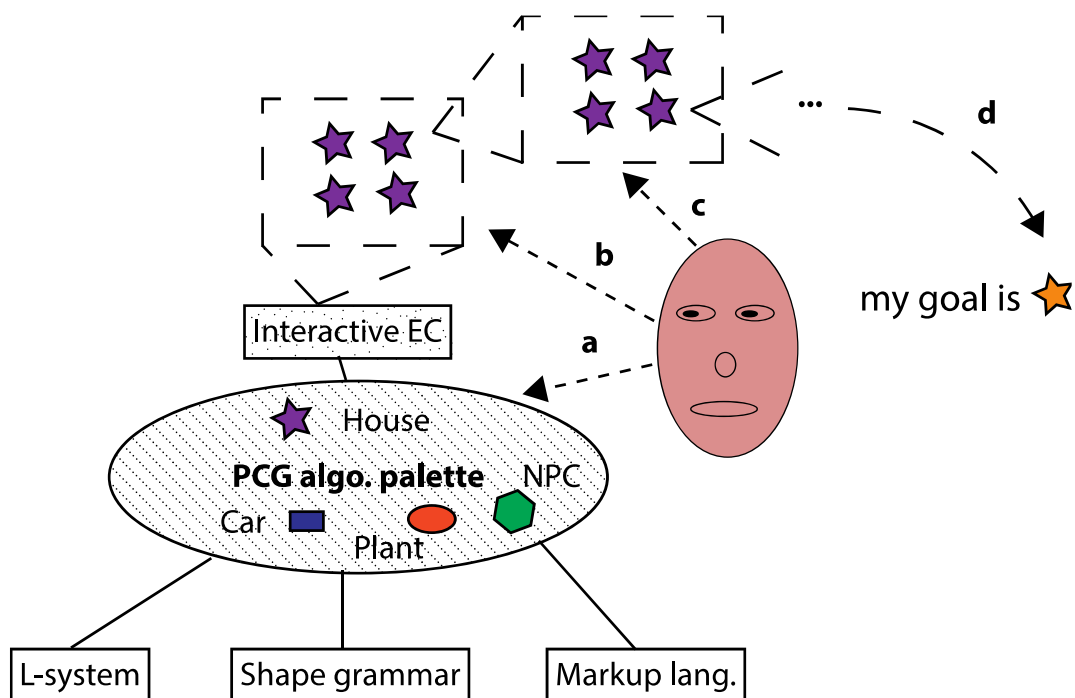 ...
d
c
b
my goal is
Interactive EC
a
House
PCG algo. palette
NPC
Car
Plant
L-system
Shape grammar
Markup lang.